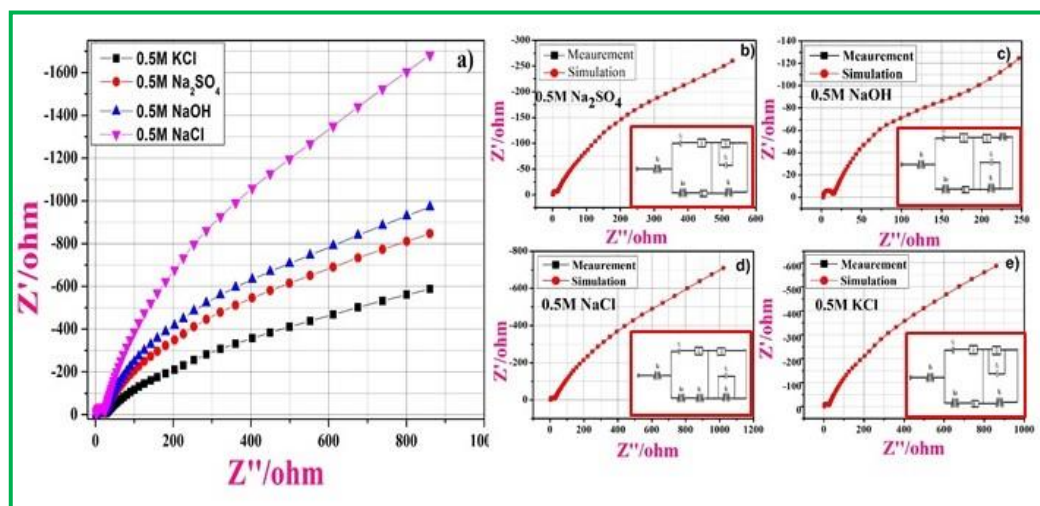 a)
0.5M KCl
0.5M Na₂SO₄
0.5M NaOH
0.5M NaCl
Z'/ohm
-1600
-1400
-1200
-1000
-800
-600
-400
-200
0
0 200 400 600 800 100
Z''/ohm
b)
Meaurement
Simulation
0.5M Na₂SO₄
Z'/ohm
-300
-250
-200
-150
-100
-50
0
0 100 200 300 400 500 600
Z''/ohm
c)
Meaurement
Simulation
0.5M NaOH
Z'/ohm
-140
-120
-100
-80
-60
-40
-20
0
0 50 100 150 200 250
Z''/ohm
d)
Meaurement
Simulation
0.5M NaCl
Z'/ohm
-800
-600
-400
-200
0
0 200 400 600 800 1000 1200
Z''/ohm
e)
Meaurement
Simulation
0.5M KCl
Z'/ohm
-600
-500
-400
-300
-200
-100
0
0 200 400 600 800 1000
Z''/ohm